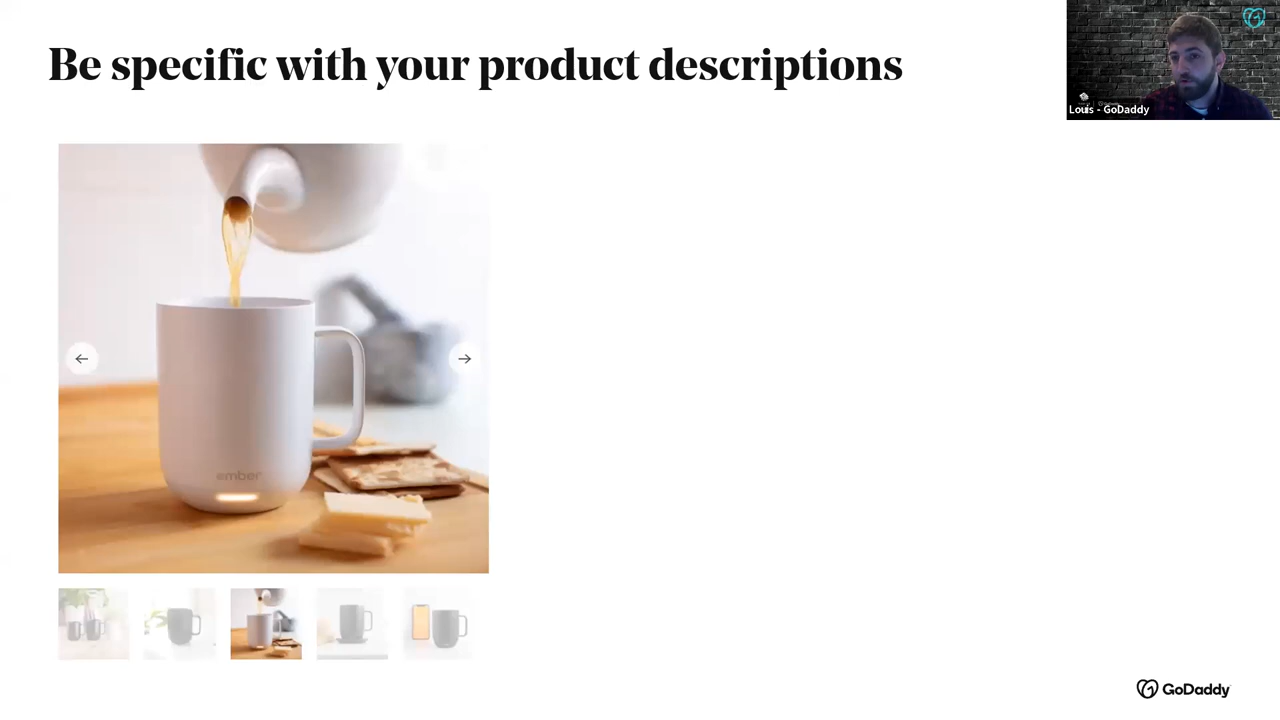 Be specific with your product descriptions
Louis - GoDaddy
ember
GoDaddy